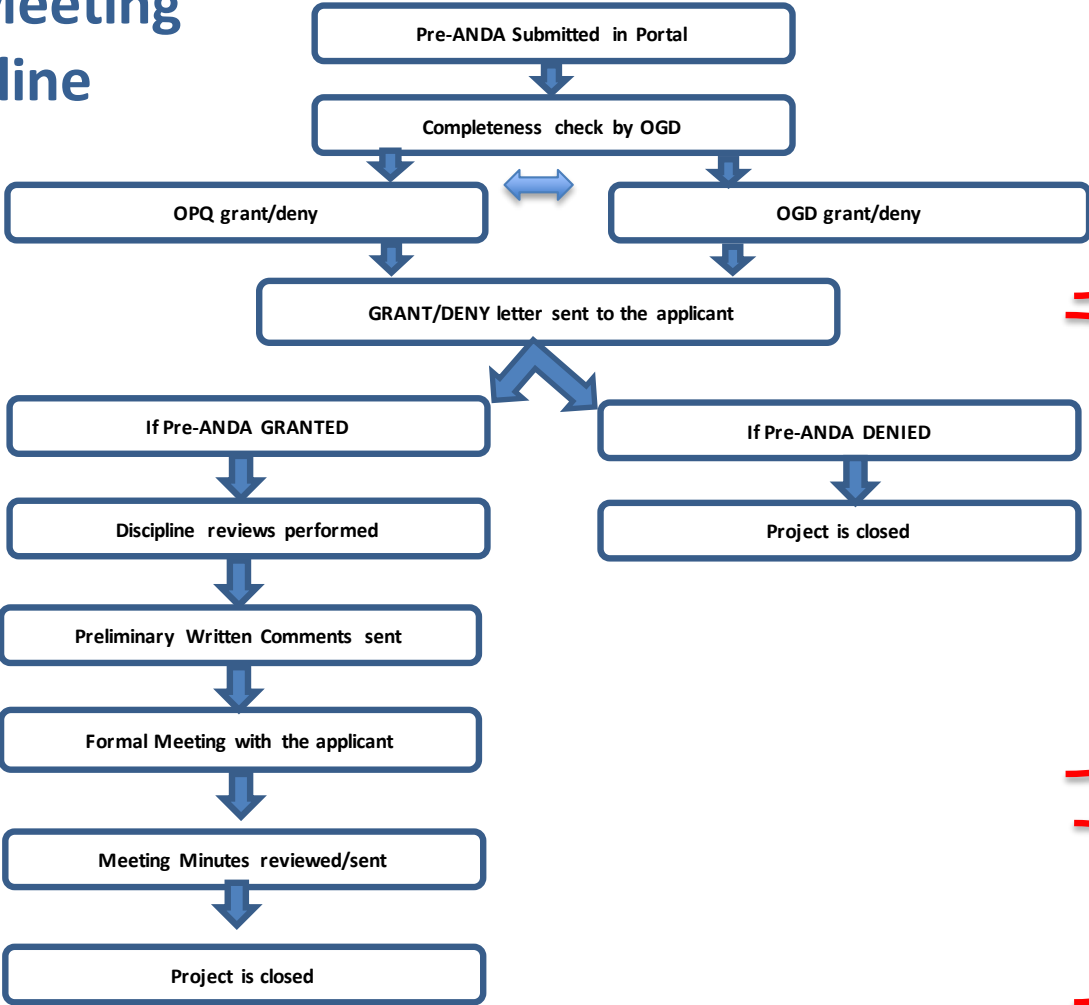 Meeting
line
Pre-ANDA Submitted in Portal
Completeness check by OGD
OPQ grant/deny
OGD grant/deny
GRANT/DENY letter sent to the applicant
If Pre-ANDA GRANTED
If Pre-ANDA DENIED
Discipline reviews performed
Project is closed
Preliminary Written Comments sent
Formal Meeting with the applicant
Meeting Minutes reviewed/sent
Project is closed